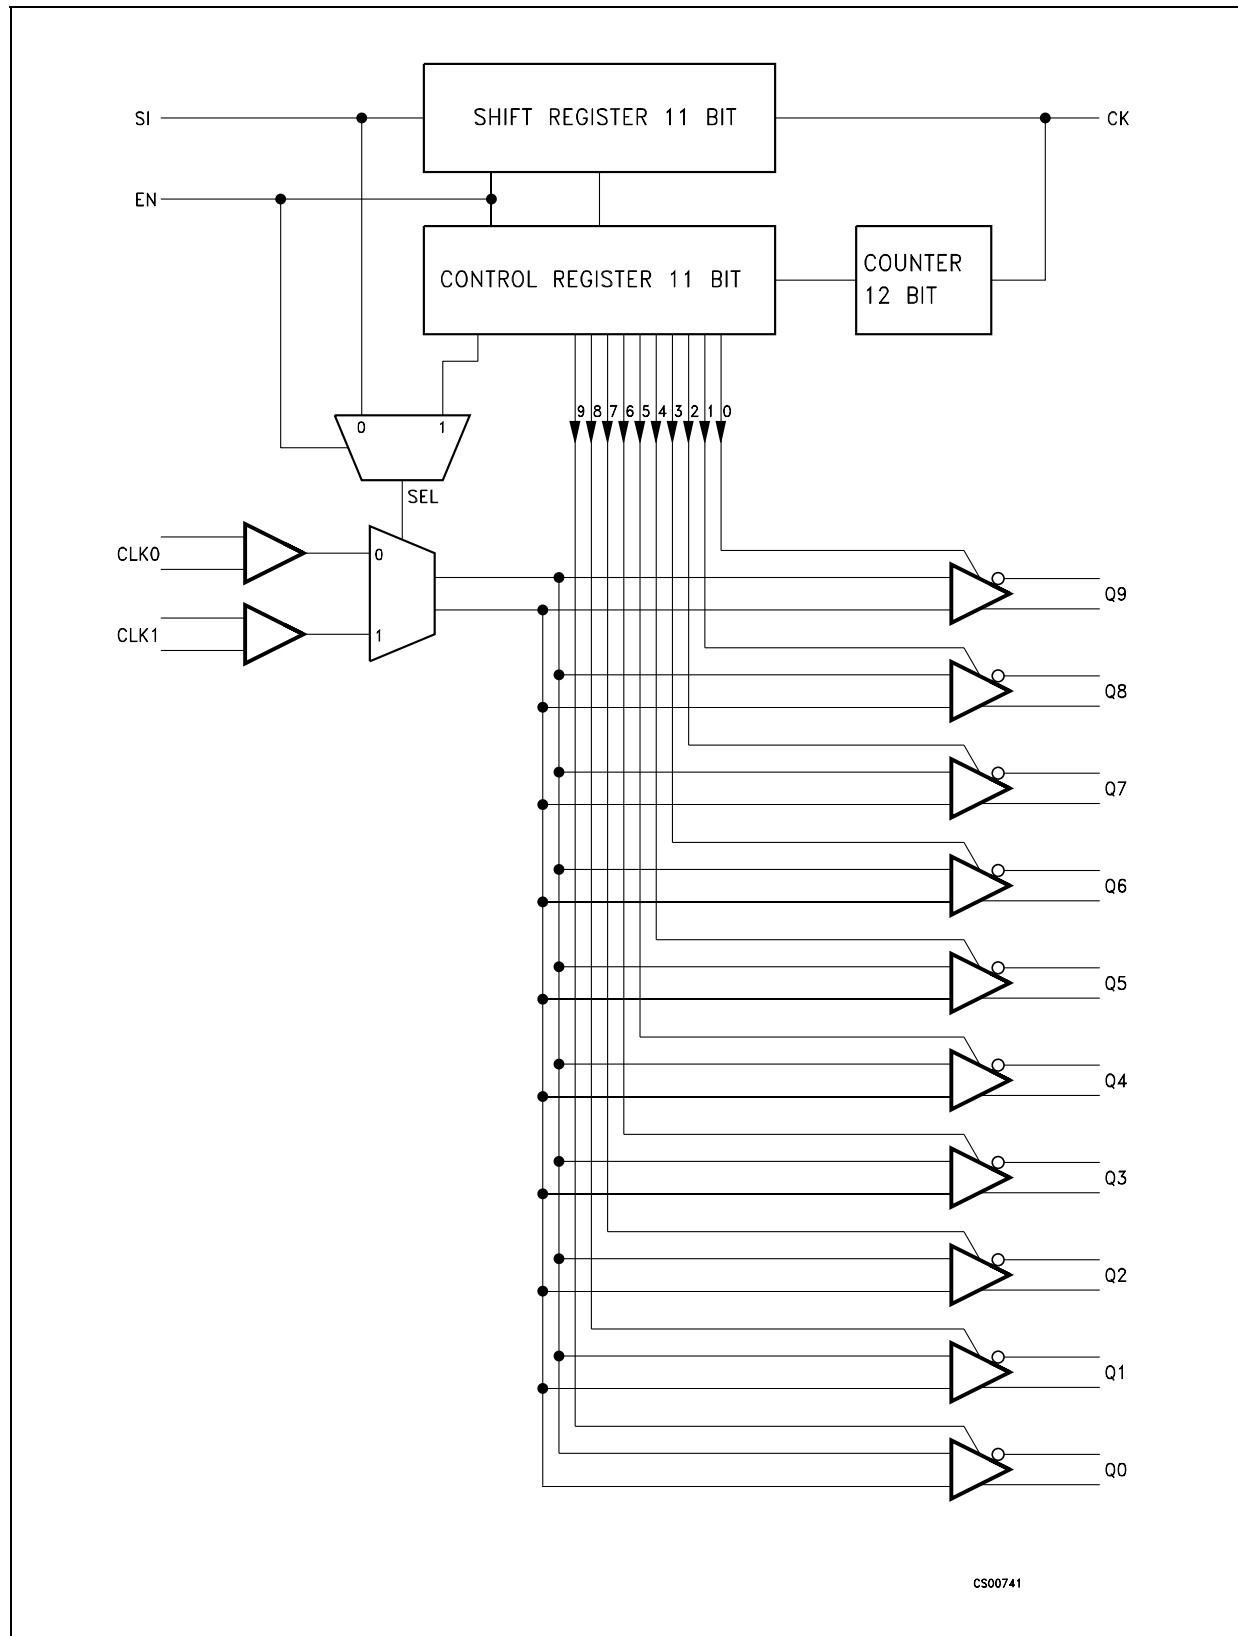 SHIFT REGISTER 11 BIT
SI
CK
EN
CONTROL REGISTER 11 BIT
COUNTER
12 BIT
9 8 7 6 5 4 3 2 1 0
0 1
SEL
CLK0
0
CLK1
1
Q9
Q8
Q7
Q6
Q5
Q4
Q3
Q2
Q1
Q0
CS00741